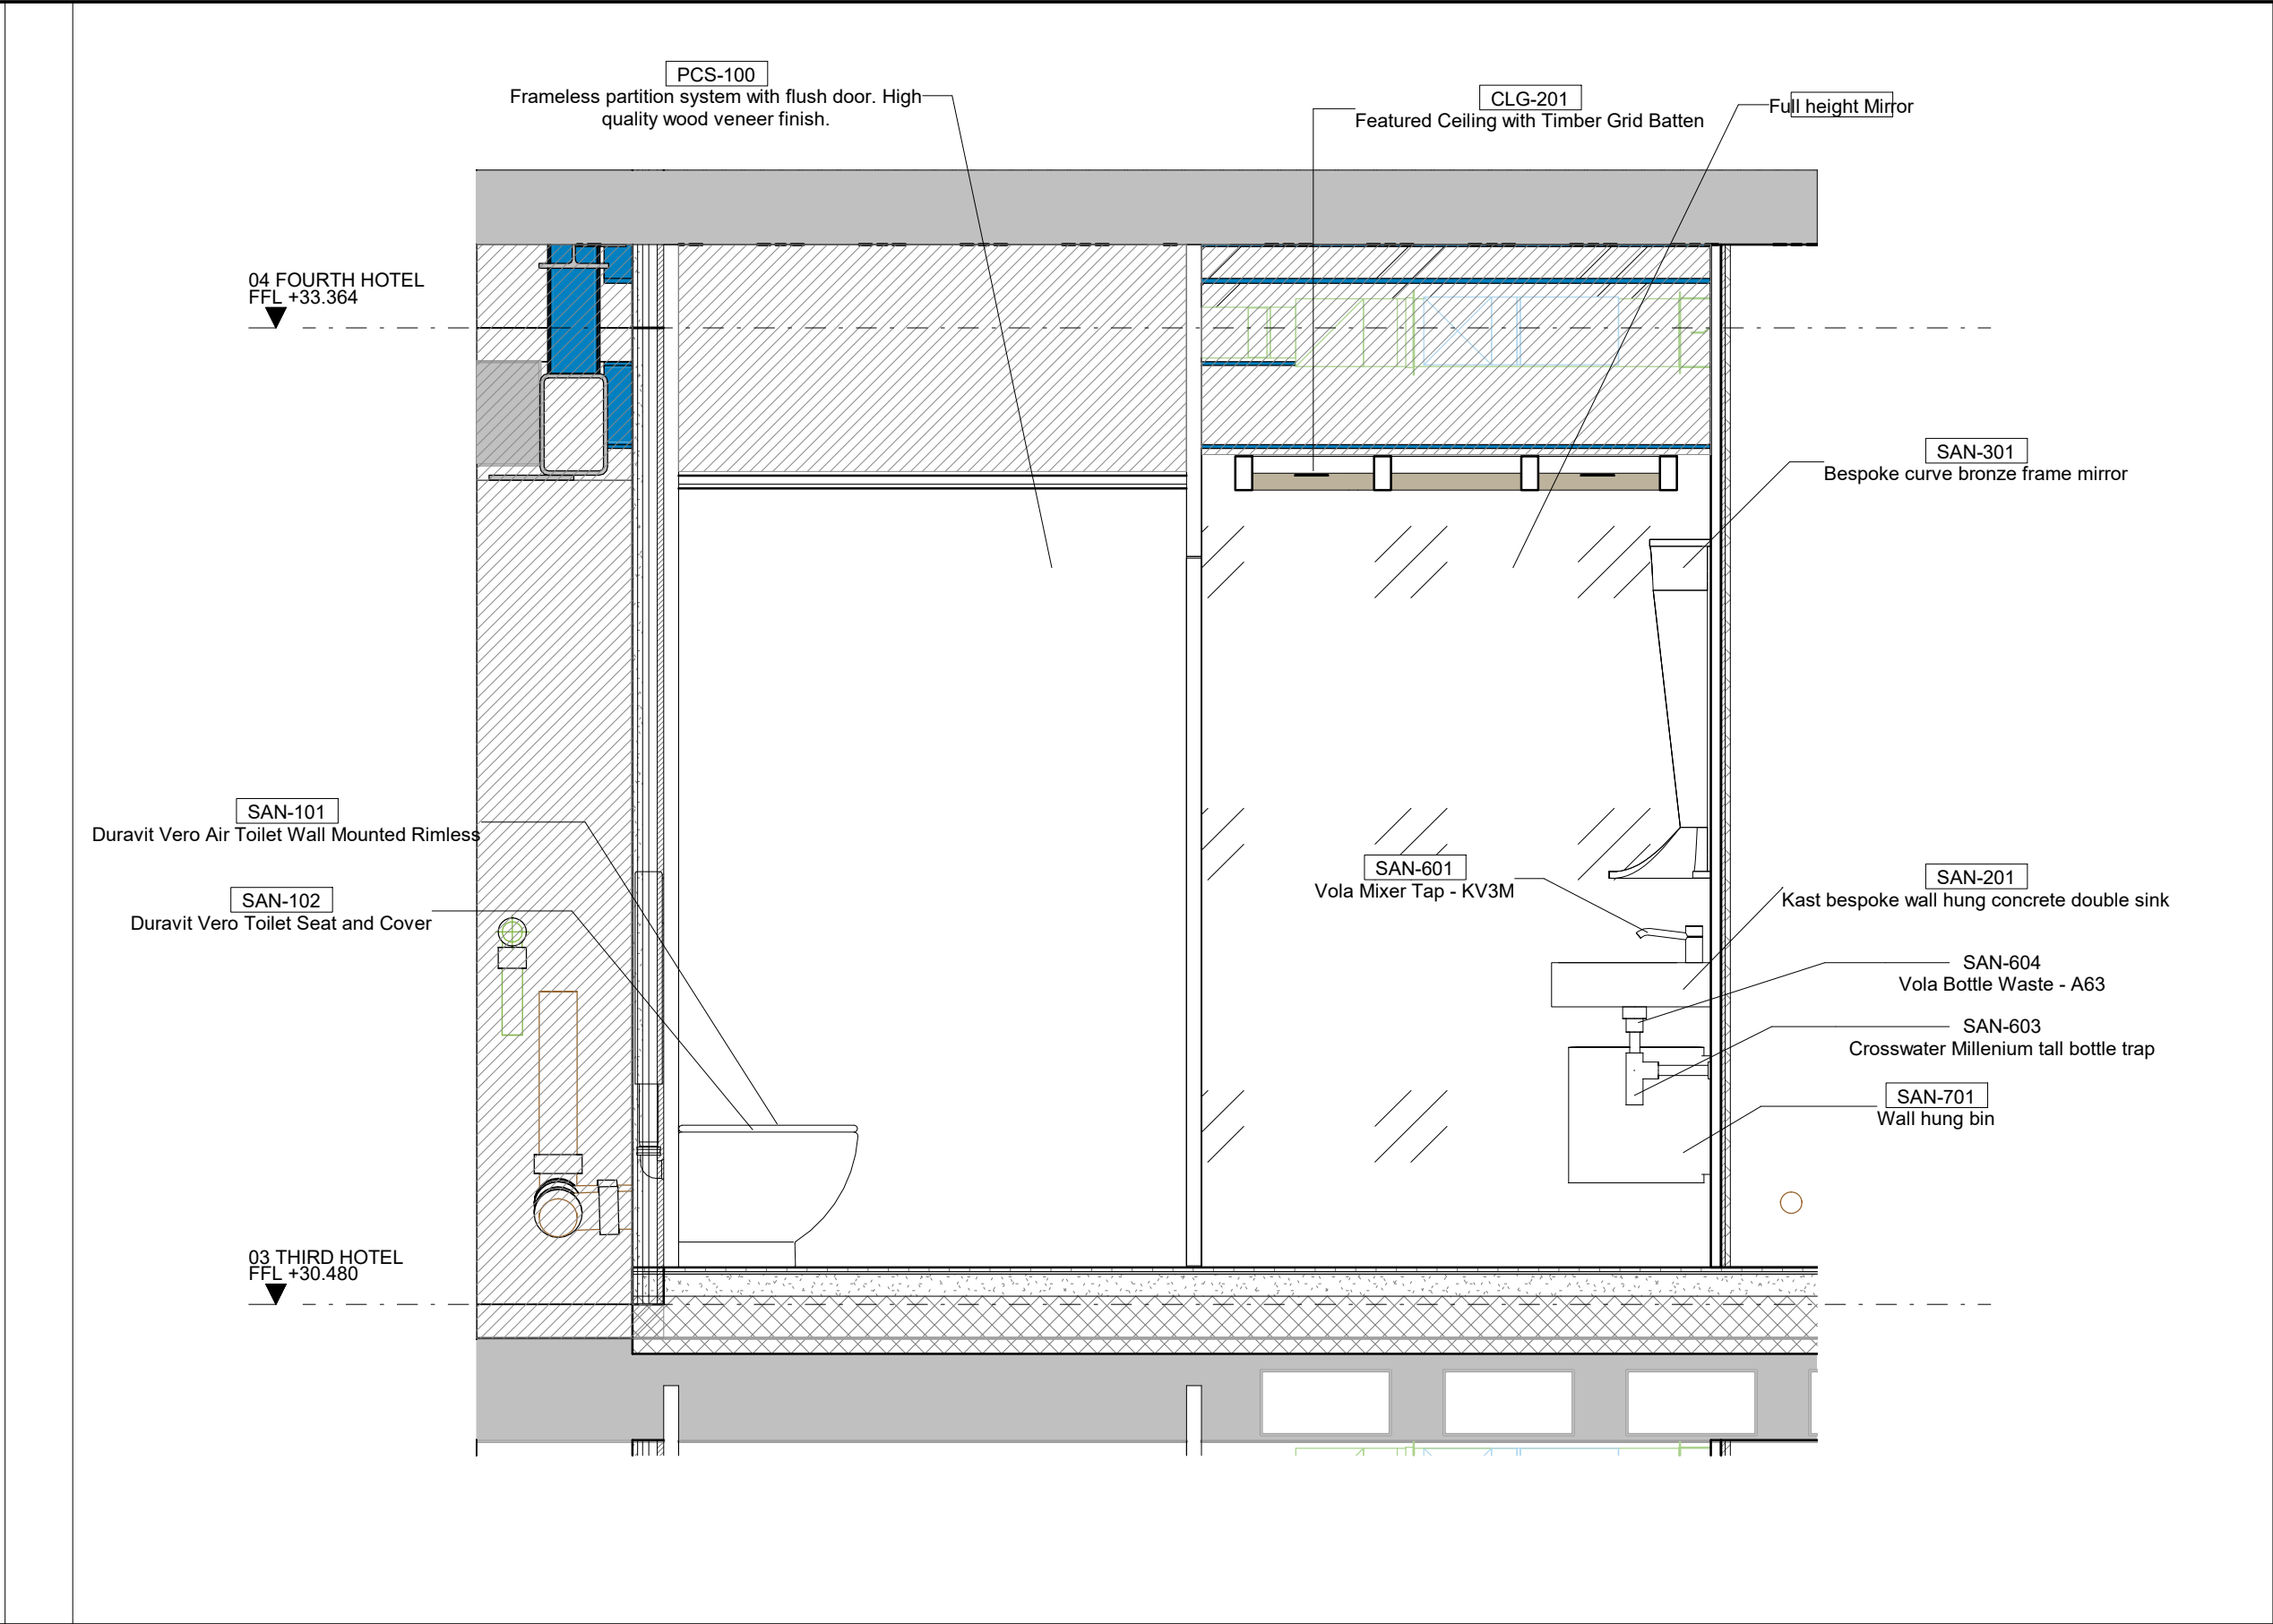 PCS-100
Frameless partition system with flush door. High
quality wood veneer finish.
CLG-201
Featured Ceiling with Timber Grid Batten
Full height Mirror
04 FOURTH HOTEL
FFL +33.364
SAN-301
Bespoke curve bronze frame mirror
SAN-101
Duravit Vero Air Toilet Wall Mounted Rimless
SAN-102
Duravit Vero Toilet Seat and Cover
SAN-601
Vola Mixer Tap - KV3M
SAN-201
Kast bespoke wall hung concrete double sink
SAN-604
Vola Bottle Waste - A63
SAN-603
Crosswater Millenium tall bottle trap
SAN-701
Wall hung bin
03 THIRD HOTEL
FFL +30.480